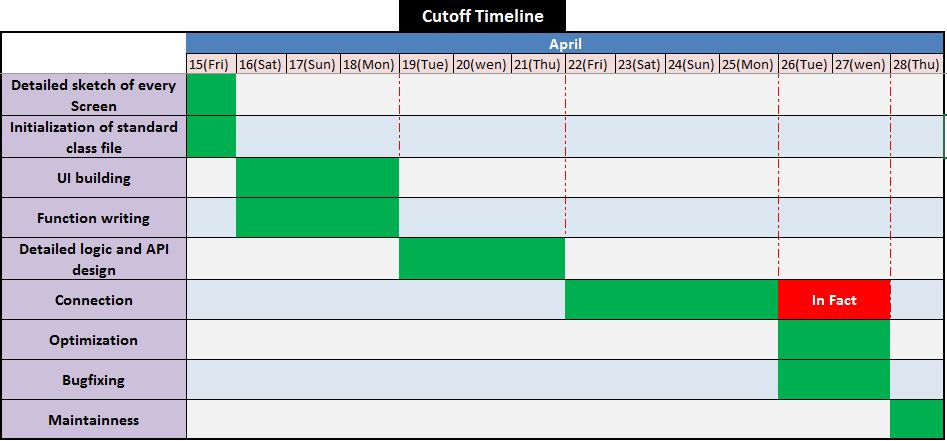 Cutoff Timeline
April
15(Fri) 16(Sat) 17(Sun) 18(Mon) 19(Tue) 20(wen) 21(Thu) 22(Fri) 23(Sat) 24(Sun) 25(Mon) 26(Tue) 27(wen) 28(Thu)
Detailed sketch of every
Screen
Initialization of standard
class file
UI building
Function writing
Detailed logic and API
design
Connection In Fact
Optimization
Bugfixing
Maintainness